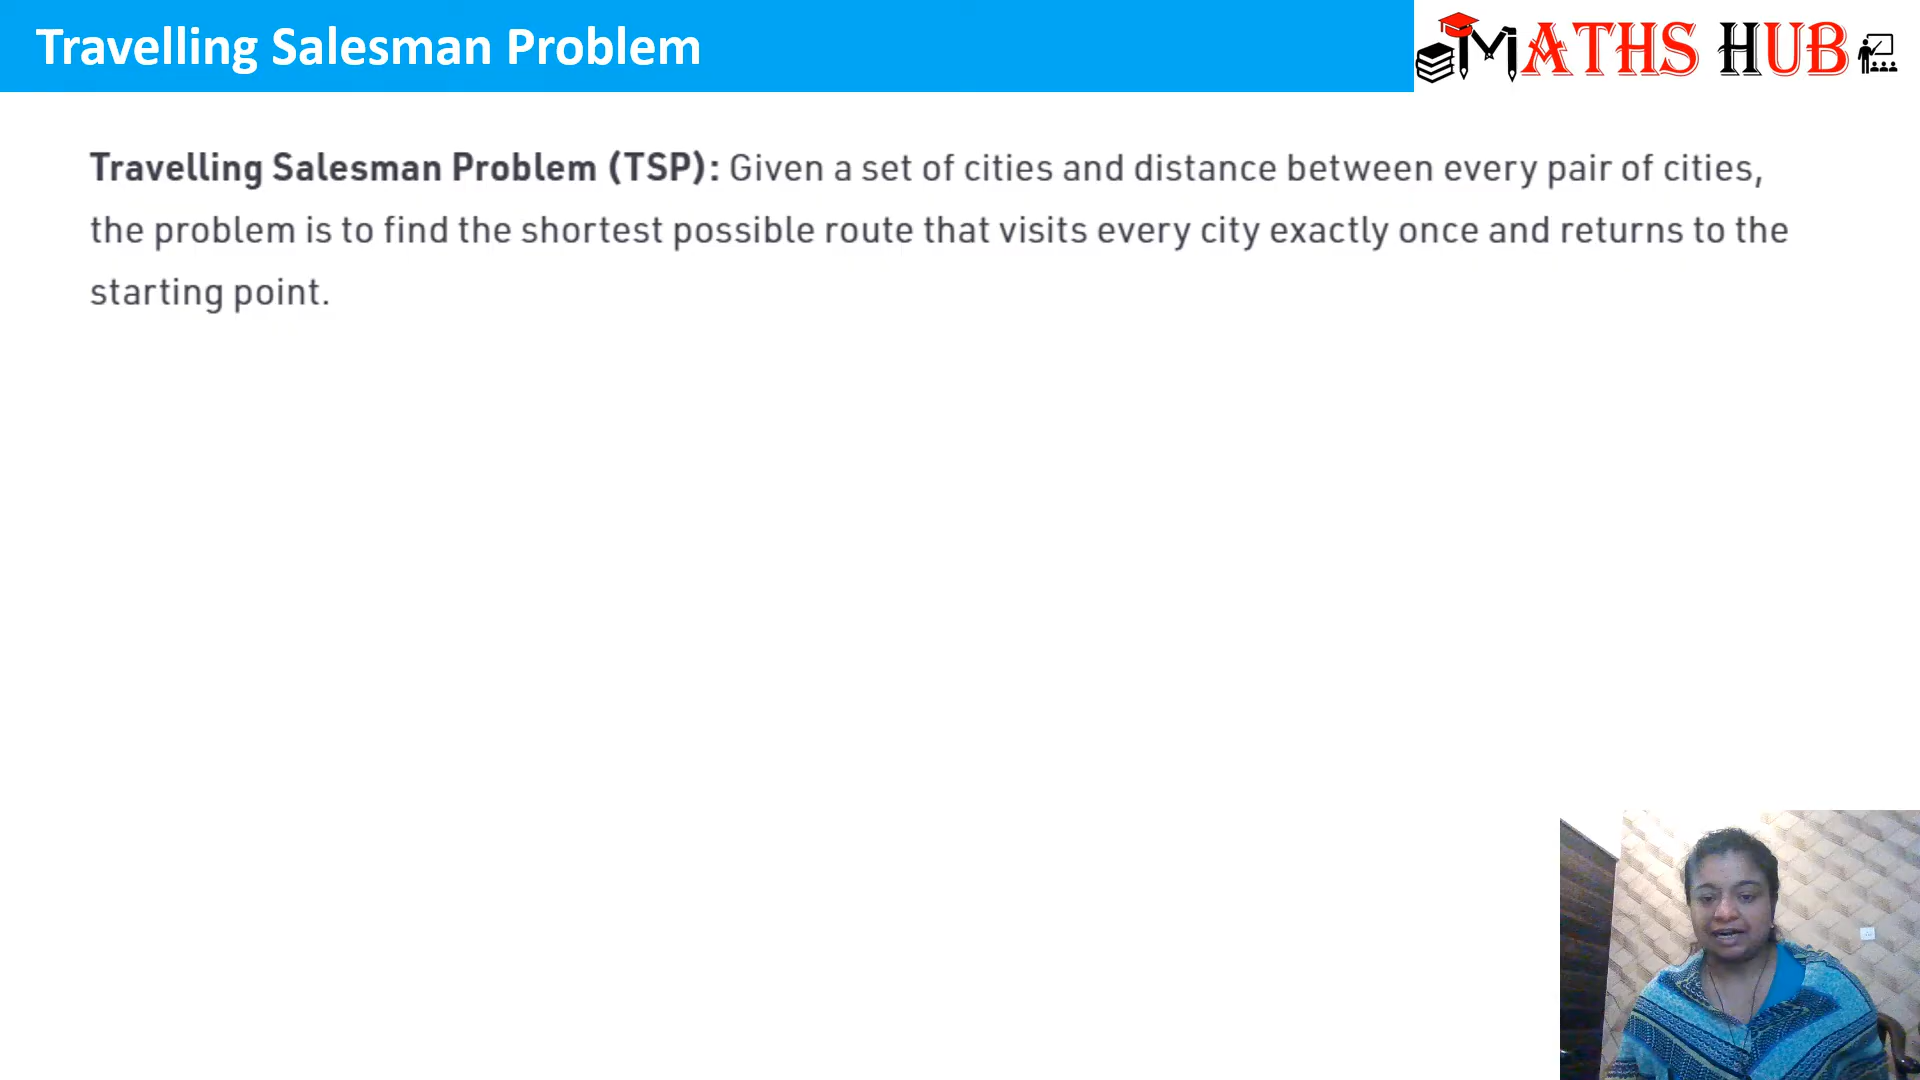 Travelling Salesman Problem
MATHS HUB
Travelling Salesman Problem (TSP): Given a set of cities and distance between every pair of cities,
the problem is to find the shortest possible route that visits every city exactly once and returns to the
starting point.